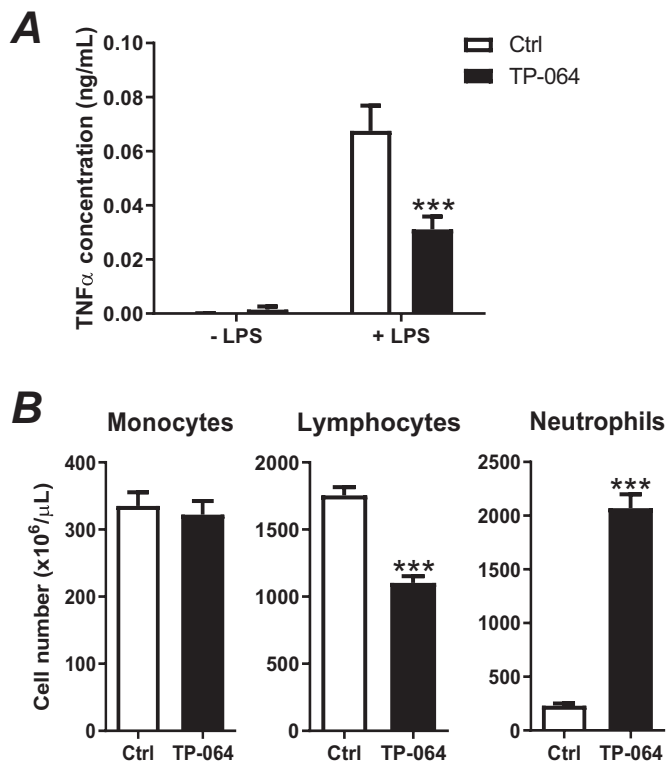 A
TNFα concentration (ng/mL)
0.10
0.08
0.06
0.04
0.02
0.00
Ctrl
TP-064
***
- LPS
+ LPS
B
Cell number (x10⁶/μL)
Monocytes
400
300
200
100
0
Ctrl
TP-064
Lymphocytes
2000
1500
1000
500
0
***
Ctrl
TP-064
Neutrophils
2500
2000
1500
1000
500
0
***
Ctrl
TP-064